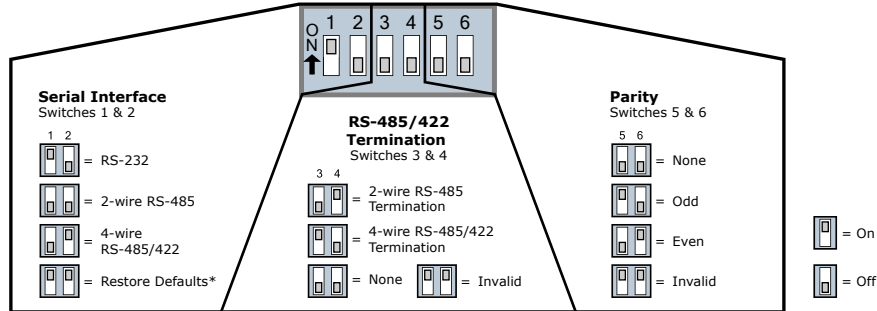 O
N
1 2 3 4 5 6
Serial Interface
Switches 1 & 2
1 2
= RS-232
= 2-wire RS-485
= 4-wire
RS-485/422
= Restore Defaults*
RS-485/422
Termination
Switches 3 & 4
3 4
= 2-wire RS-485
Termination
= 4-wire RS-485/422
Termination
= None
= Invalid
Parity
Switches 5 & 6
5 6
= None
= Odd
= Even
= Invalid
= On
= Off